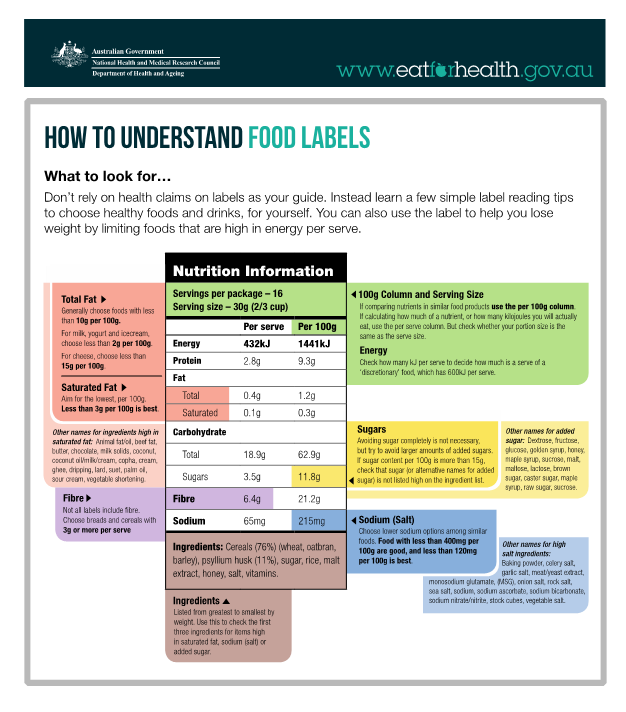 Australian Government
National Health and Medical Research Council
Department of Health and Ageing
www.eatforhealth.gov.au
HOW TO UNDERSTAND FOOD LABELS
What to look for…
Don't rely on health claims on labels as your guide. Instead learn a few simple label reading tips
to choose healthy foods and drinks, for yourself. You can also use the label to help you lose
weight by limiting foods that are high in energy per serve.
Total Fat
Generally choose foods with less
than 10g per 100g.
For milk, yogurt and icecream,
choose less than 2g per 100g.
For cheese, choose less than
15g per 100g.
Saturated Fat
Aim for the lowest, per 100g.
Less than 3g per 100g is best.
Other names for ingredients high in
saturated fat: Animal fat/oil, beef fat,
butter, chocolate, milk solids, coconut,
coconut oil/milk/cream, copha, cream,
ghee, dripping, lard, suet, palm oil,
sour cream, vegetable shortening.
Fibre
Not all labels include fibre.
Choose breads and cereals with
3g or more per serve
Nutrition Information
Servings per package – 16
Serving size – 30g (2/3 cup)
Per serve Per 100g
Energy 432kJ 1441kJ
Protein 2.8g 9.3g
Fat
Total 0.4g 1.2g
Saturated 0.1g 0.3g
Carbohydrate
Total 18.9g 62.9g
Sugars 3.5g 11.8g
Fibre 6.4g 21.2g
Sodium 65mg 215mg
Ingredients: Cereals (76%) (wheat, oatbran,
barley), psyllium husk (11%), sugar, rice, malt
extract, honey, salt, vitamins.
Ingredients
Listed from greatest to smallest by
weight. Use this to check the first
three ingredients for items high
in saturated fat, sodium (salt) or
added sugar.
100g Column and Serving Size
If comparing nutrients in similar food products use the per 100g column.
If calculating how much of a nutrient, or how many kilojoules you will actually
eat, use the per serve column. But check whether your portion size is the
same as the serve size.
Energy
Check how many kJ per serve to decide how much is a serve of a
'discretionary' food, which has 600kJ per serve.
Sugars
Avoiding sugar completely is not necessary,
but try to avoid larger amounts of added sugars.
If sugar content per 100g is more than 15g,
check that sugar (or alternative names for added
sugar) is not listed high on the ingredient list.
Other names for added
sugar: Dextrose, fructose,
glucose, golden syrup, honey,
maple syrup, sucrose, malt,
maltose, lactose, brown
sugar, caster sugar, maple
syrup, raw sugar, sucrose.
Sodium (Salt)
Choose lower sodium options among similar
foods. Food with less than 400mg per
100g are good, and less than 120mg
per 100g is best.
Other names for high
salt ingredients:
Baking powder, celery salt,
garlic salt, meat/yeast extract,
monosodium glutamate, (MSG), onion salt, rock salt,
sea salt, sodium, sodium ascorbate, sodium bicarbonate,
sodium nitrate/nitrite, stock cubes, vegetable salt.